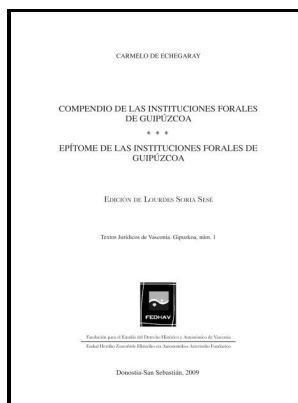 CARMELO DE ECHEGARAY
COMPENDIO DE LAS INSTITUCIONES FORALES
DE GUIPÚZCOA
* * *
EPÍTOME DE LAS INSTITUCIONES FORALES DE
GUIPÚZCOA
EDICIÓN DE LOURDES SORIA SESÉ
Textos Jurídicos de Vasconia. Gipuzkoa, núm. 1
FEDHAV
Fundación para el Estudio del Derecho Histórico y Autonómico de Vasconia
Euskal Herriko Zuzenbide Historiko eta Autonomikoa Aztertzeko Fundazioa
Donostia-San Sebastián, 2009